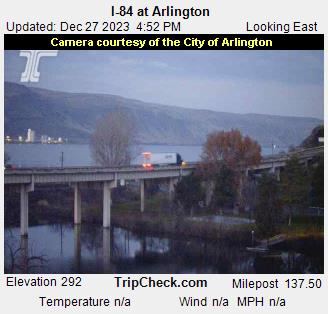 I-84 at Arlington
Updated: Dec 27 2023 4:52 PM Looking East
Camera courtesy of the City of Arlington
Elevation 292 TripCheck.com Milepost 137.50
Temperature n/a Wind n/a MPH n/a